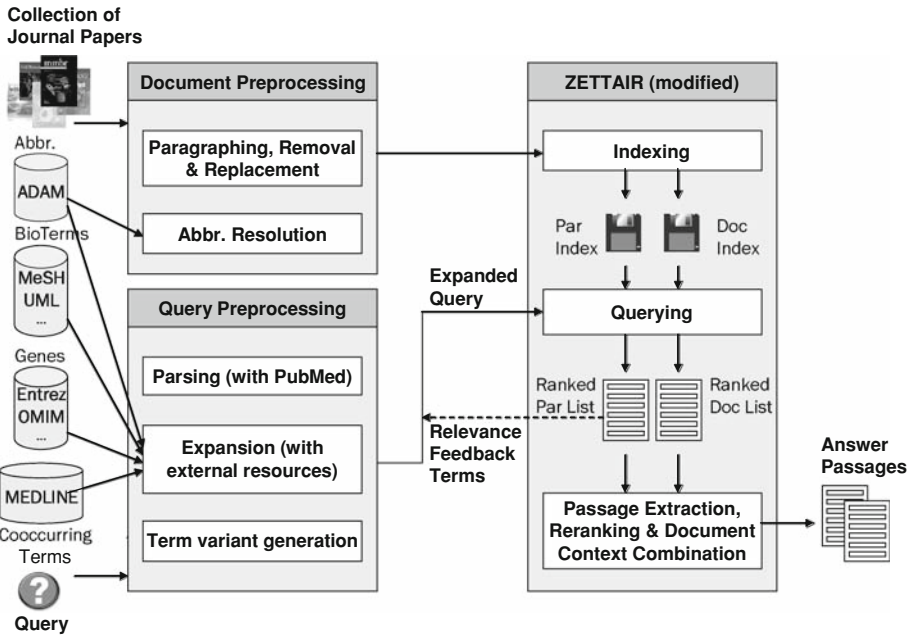 Collection of
Journal Papers
Document Preprocessing
Paragraphing, Removal
& Replacement
Abbr. Resolution
Abbr.
ADAM
BioTerms
MeSH
UML
...
Genes
Entrez
OMIM
...
MEDLINE
Cooccurring
Terms
?
Query
Query Preprocessing
Parsing (with PubMed)
Expansion (with
external resources)
Term variant generation
Expanded
Query
Relevance
Feedback
Terms
ZETTAIR (modified)
Indexing
Par
Index
Doc
Index
Querying
Ranked
Par List
Ranked
Doc List
Passage Extraction,
Reranking & Document
Context Combination
Answer
Passages